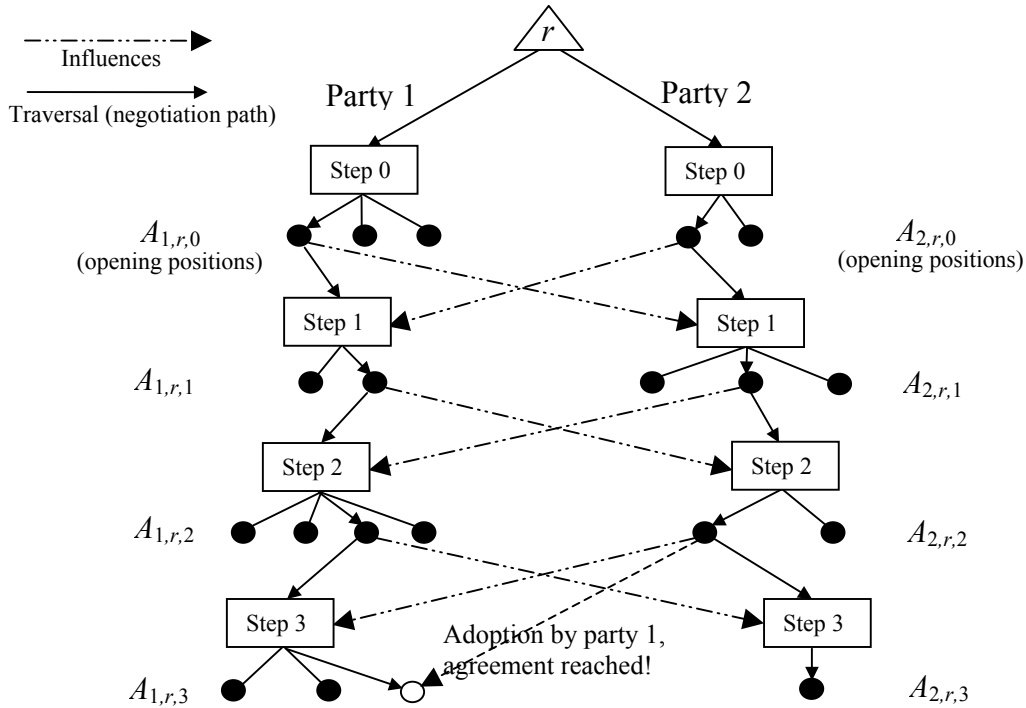 r
Influences
Traversal (negotiation path)
Party 1
Party 2
Step 0
Step 0
A1,r,0
(opening positions)
A2,r,0
(opening positions)
Step 1
Step 1
A1,r,1
A2,r,1
Step 2
Step 2
A1,r,2
A2,r,2
Step 3
Step 3
Adoption by party 1,
agreement reached!
A1,r,3
A2,r,3